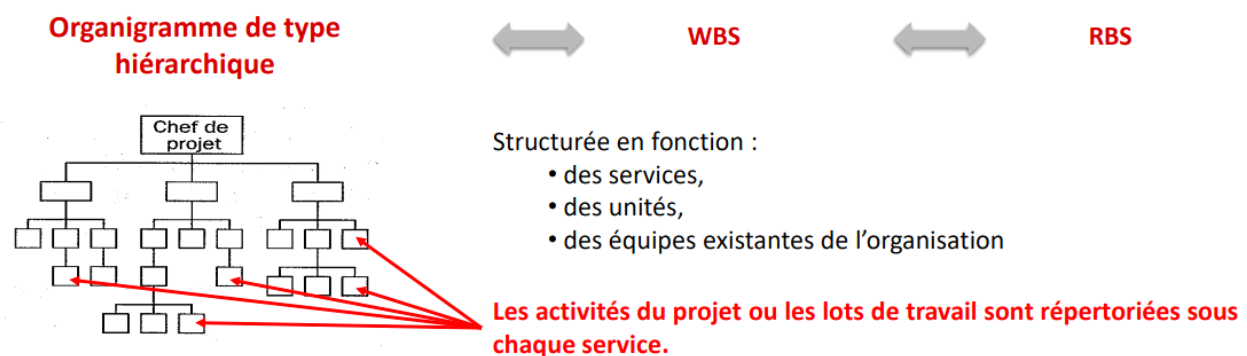 Organigramme de type
hiérarchique
WBS
RBS
Chef de
projet
Structurée en fonction :
• des services,
• des unités,
• des équipes existantes de l’organisation
Les activités du projet ou les lots de travail sont répertoriées sous
chaque service.